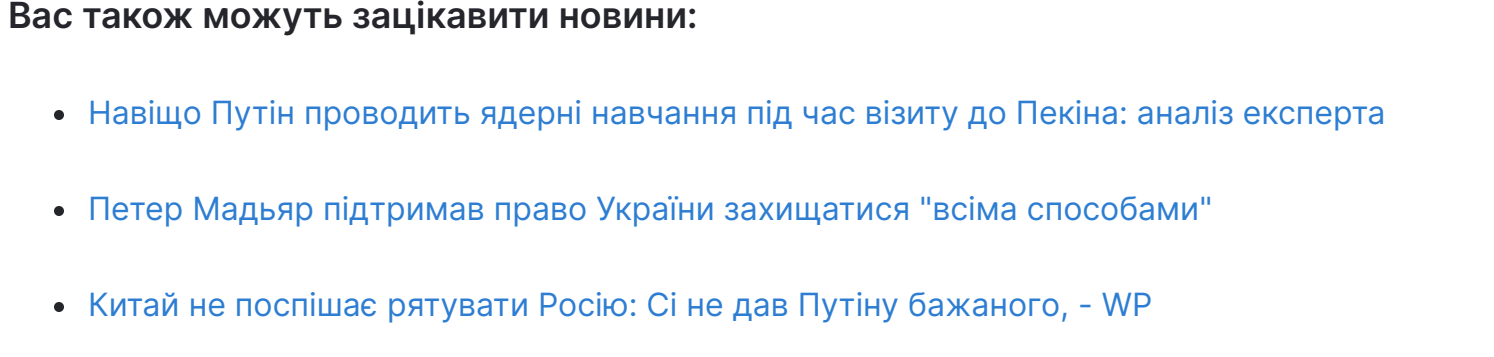 Вас також можуть зацікавити новини:
• Навіщо Путін проводить ядерні навчання під час візиту до Пекіна: аналіз експерта
• Петер Мадьяр підтримав право України захищатися "всіма способами"
• Китай не поспішає рятувати Росію: Сі не дав Путіну бажаного, - WP